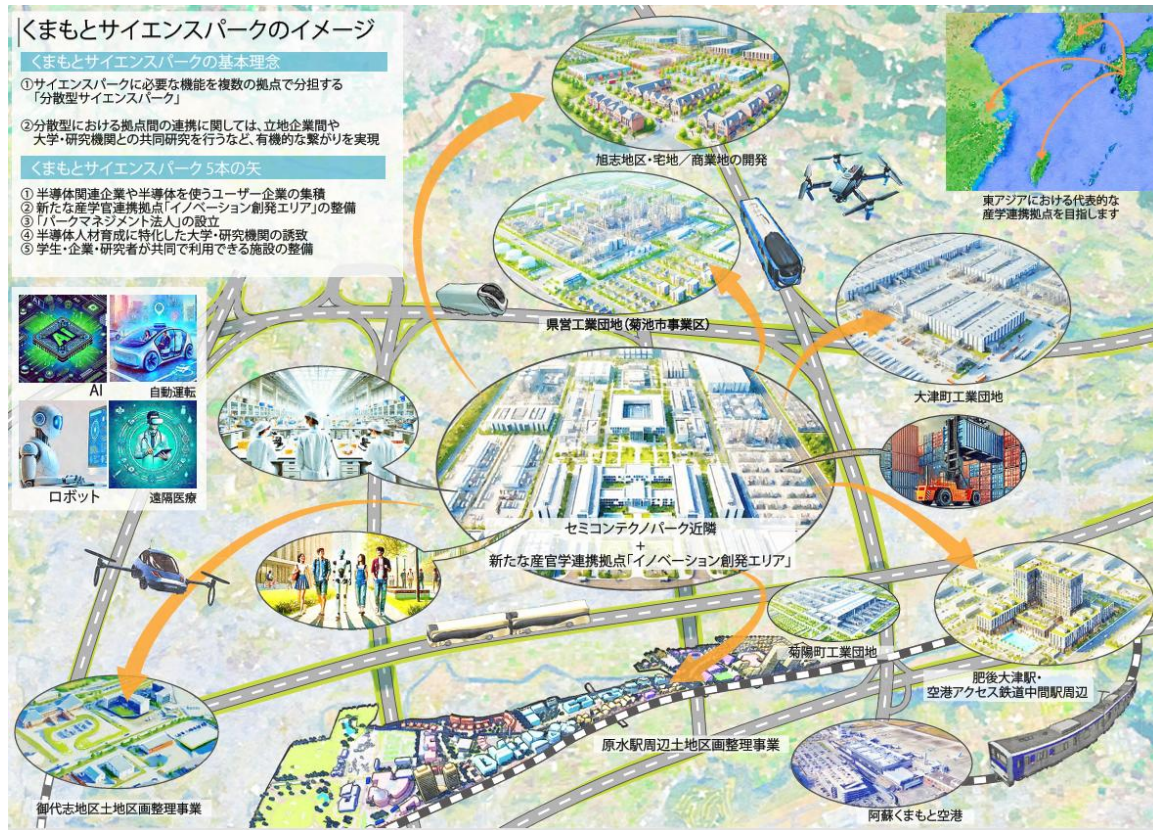 くまもとサイエンスパークのイメージ
くまもとサイエンスパークの基本理念
①サイエンスパークに必要な機能を複数の拠点で分担する
「分散型サイエンスパーク」
②分散型における拠点間の連携に関しては、立地企業間や
大学・研究機関との共同研究を行うなど、有機的な繋がりを実現
くまもとサイエンスパーク 5本の矢
① 半導体関連企業や半導体を使うユーザー企業の集積
② 新たな産学官連携拠点「イノベーション創発エリア」の整備
③ 「パークマネジメント法人」の設立
④ 半導体人材育成に特化した大学・研究機関の誘致
⑤ 学生・企業・研究者が共同で利用できる施設の整備
旭志地区・宅地／商業地の開発
東アジアにおける代表的な
産学連携拠点を目指します
県営工業団地(菊池市事業区)
大津町工業団地
AI
AI
自動運転
ロボット
遠隔医療
セミコンテクノパーク近隣
+
新たな産官学連携拠点「イノベーション創発エリア」
菊陽町工業団地
肥後大津駅・
空港アクセス鉄道中間駅周辺
原水駅周辺土地区画整理事業
御代志地区土地区画整理事業
阿蘇くまもと空港